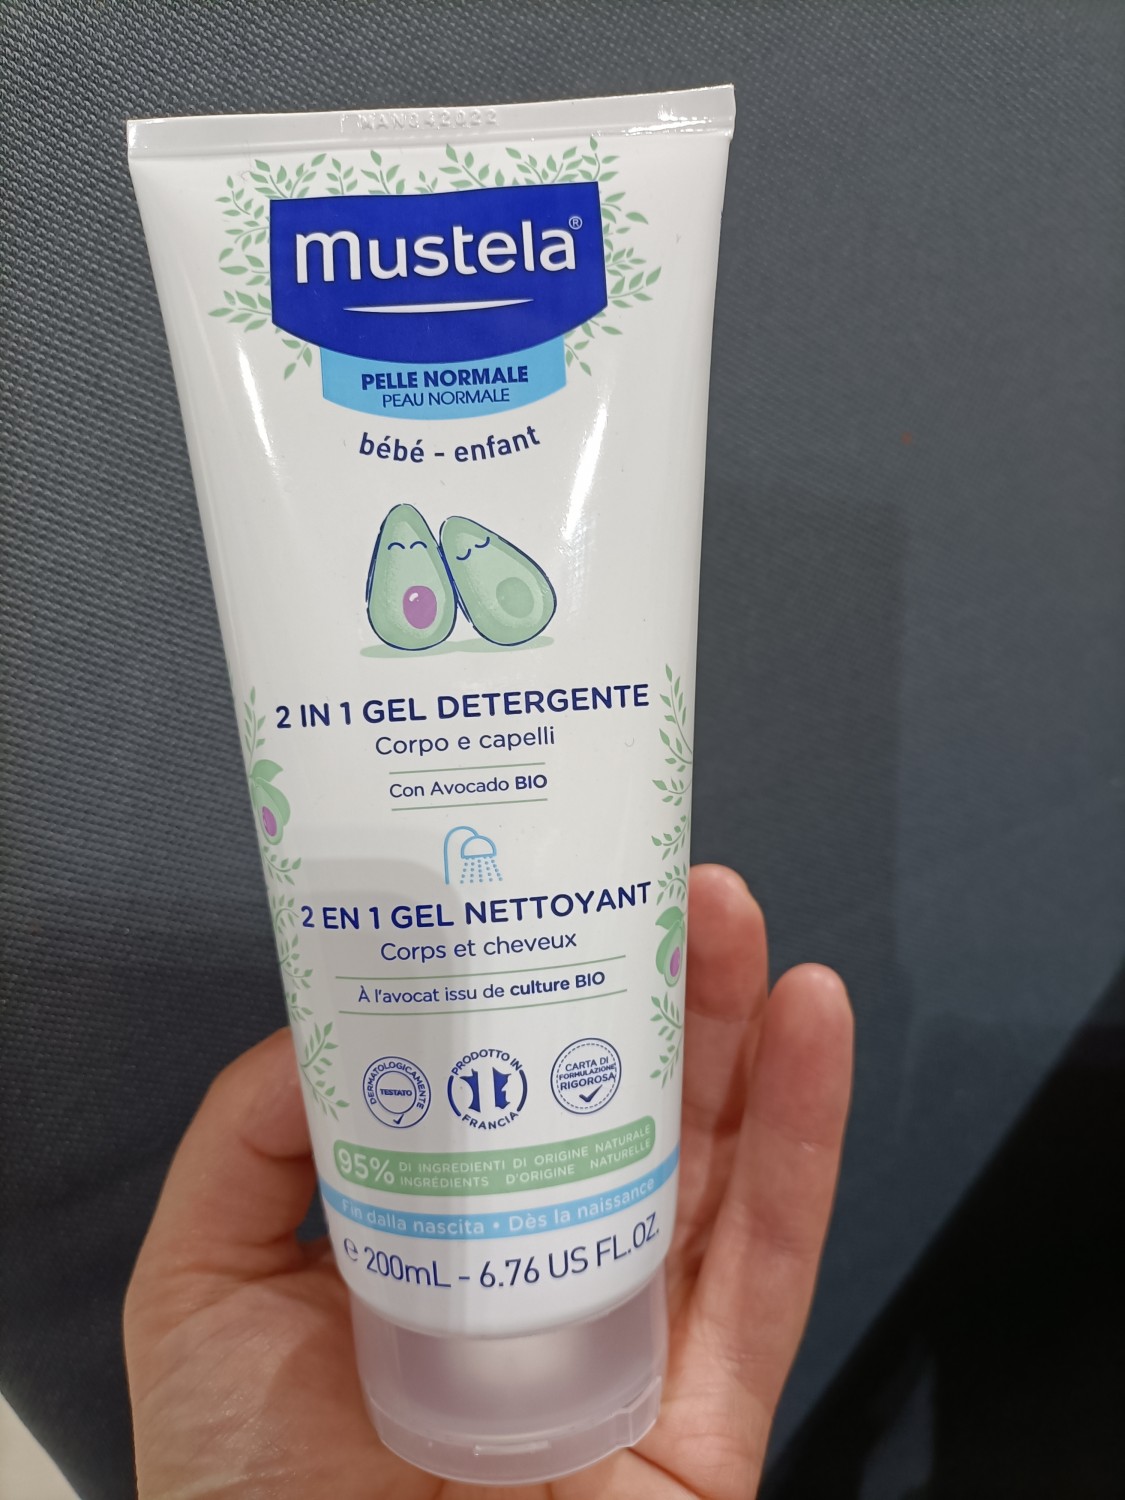 mustela®
PELLE NORMALE
PEAU NORMALE
bébé - enfant
2 IN 1 GEL DETERGENTE
Corpo e capelli
Con Avocado BIO
2 EN 1 GEL NETTOYANT
Corps et cheveux
À l'avocat issu de culture BIO
DERMATOLOGICAMENTE
TESTATO
PRODOTTO IN
FRANCIA
CARTA DI
FORMULAZIONE
RIGOROSA
95% DI INGREDIENTI DI ORIGINE NATURALE
INGRÉDIENTS D'ORIGINE NATURELLE
Fin dalla nascita • Dès la naissance
e 200mL - 6.76 US FL.OZ.